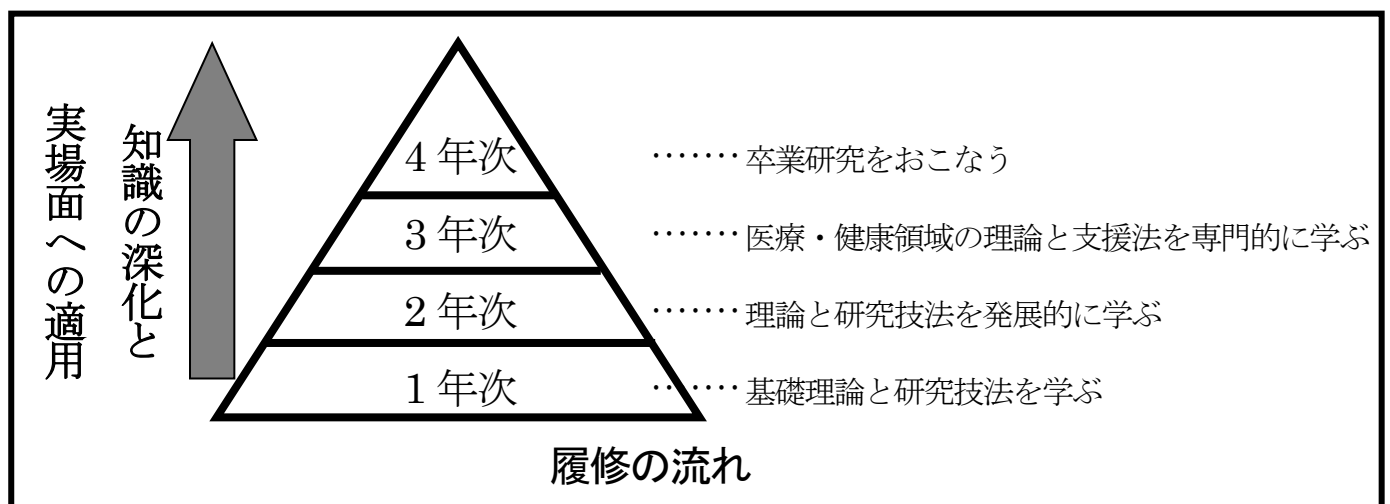 知識の深化と
実場面への適用
4 年次 ‥‥‥‥ 卒業研究をおこなう
3 年次 ‥‥‥‥ 医療・健康領域の理論と支援法を専門的に学ぶ
2 年次 ‥‥‥‥ 理論と研究技法を発展的に学ぶ
1 年次 ‥‥‥‥ 基礎理論と研究技法を学ぶ
履修の流れ